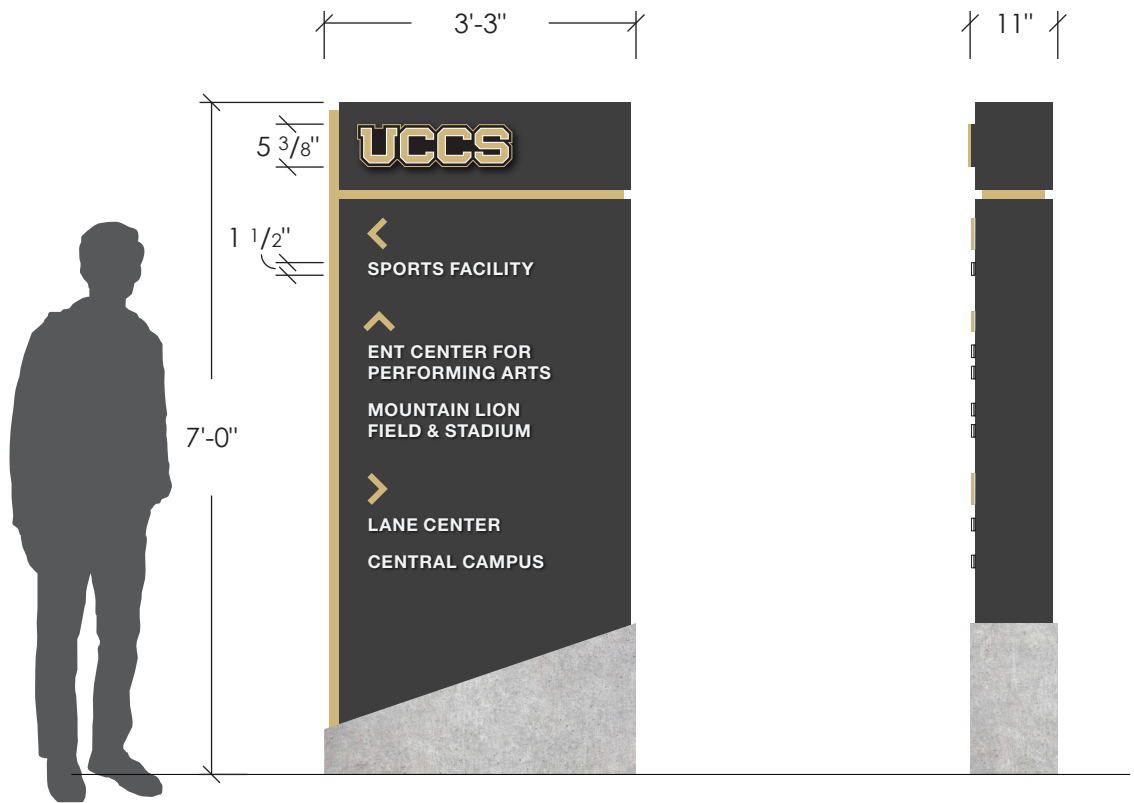 3'-3"
11"
5 3/8"
UCCS
1 1/2"
SPORTS FACILITY
ENT CENTER FOR
PERFORMING ARTS
MOUNTAIN LION
FIELD & STADIUM
7'-0"
LANE CENTER
CENTRAL CAMPUS